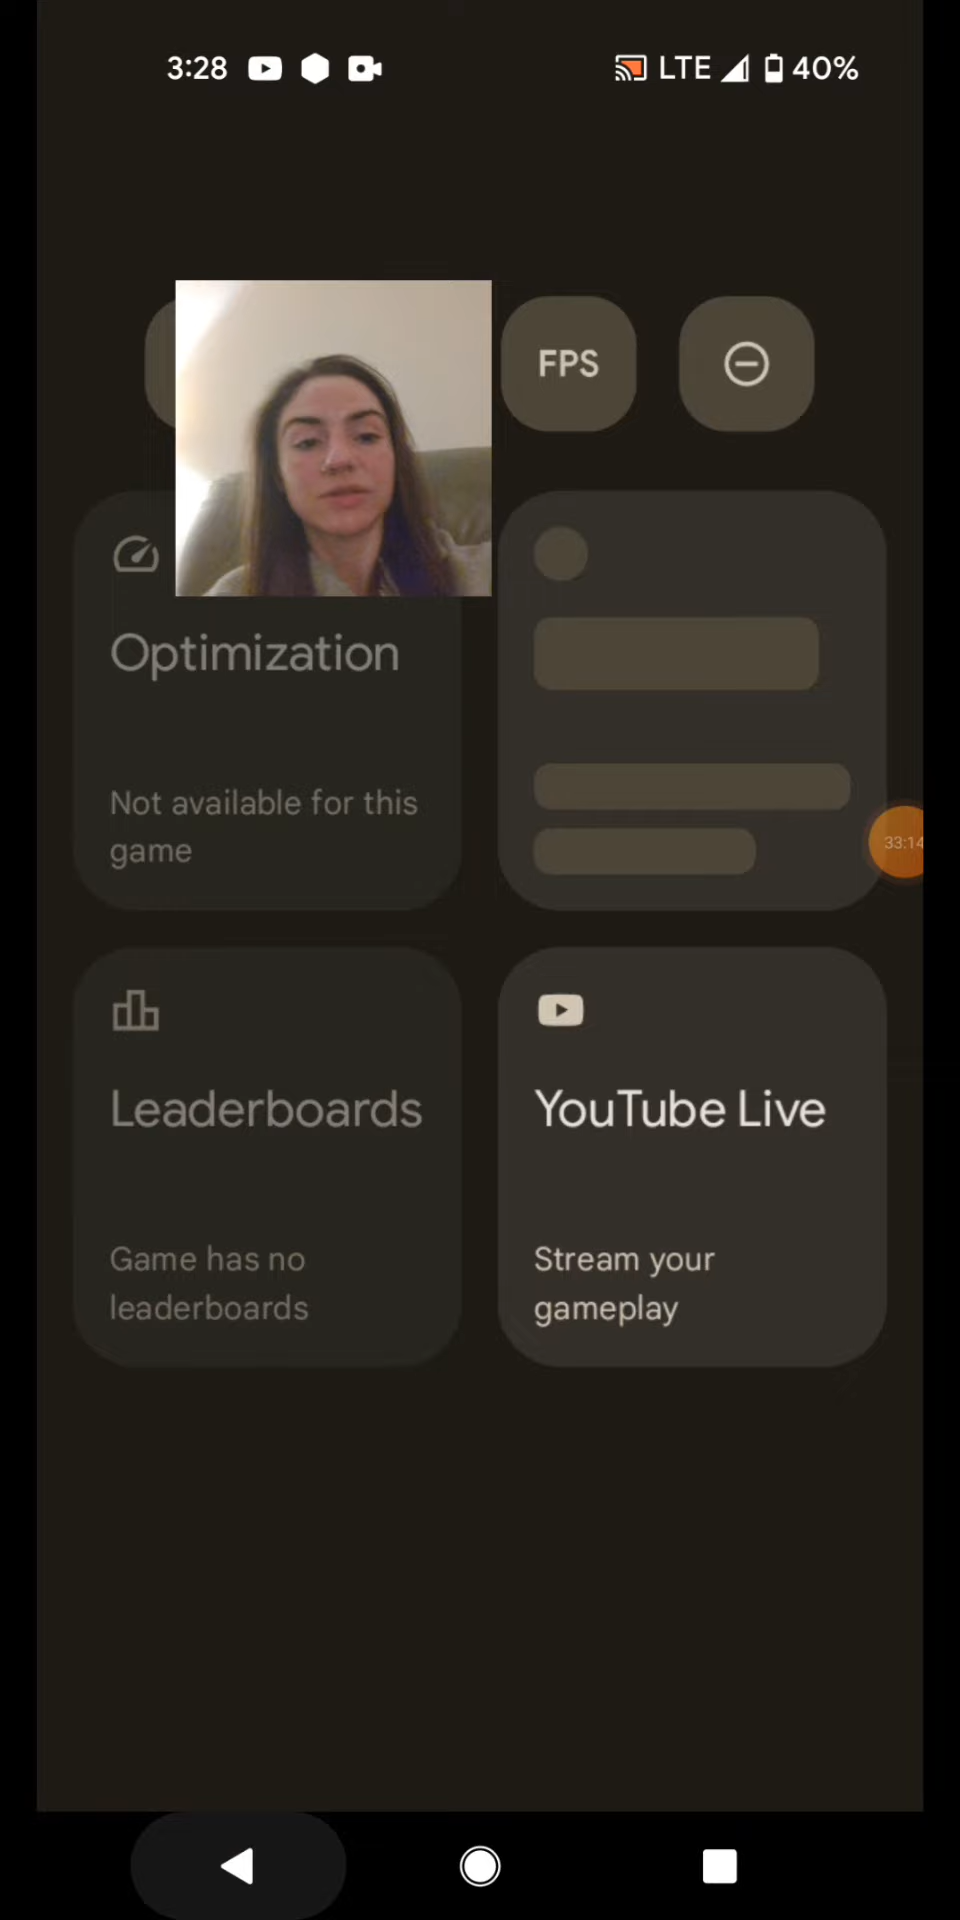 3:28 LTE 40%
FPS
Optimization
Not available for this
game
33:14
Leaderboards
Game has no
leaderboards
YouTube Live
Stream your
gameplay